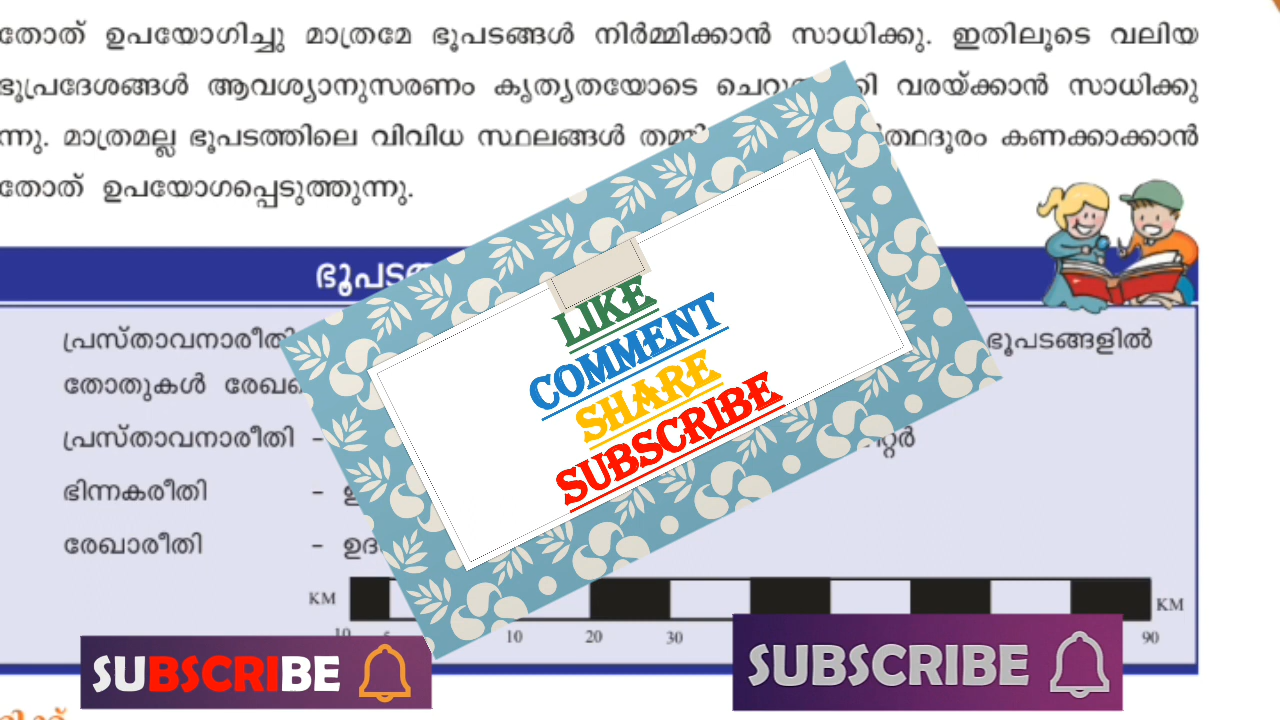 തോത് ഉപയോഗിച്ചു മാത്രമേ ഭൂപടങ്ങൾ നിർമ്മിക്കാൻ സാധിക്കു. ഇതിലൂടെ വലിയ
ഭൂപ്രദേശങ്ങൾ ആവശ്യാനുസരണം കൃത്യതയോടെ വരയ്ക്കാൻ സാധിക്കു
ന്നു. മാത്രമല്ല ഭൂപടത്തിലെ വിവിധ സ്ഥലങ്ങൾ കണക്കാക്കാൻ
തോത് ഉപയോഗപ്പെടുത്തുന്നു.
LIKE
COMMENT
SHARE
SUBSCRIBE
പ്രസ്താവനാരീതി ഭൂപടങ്ങളിൽ
തോതുകൾ
പ്രസ്താവനാരീതി –
ഭിന്നകരീതി –
രേഖാരീതി –
KM KM
10 20 30 90
SUBSCRIBE SUBSCRIBE